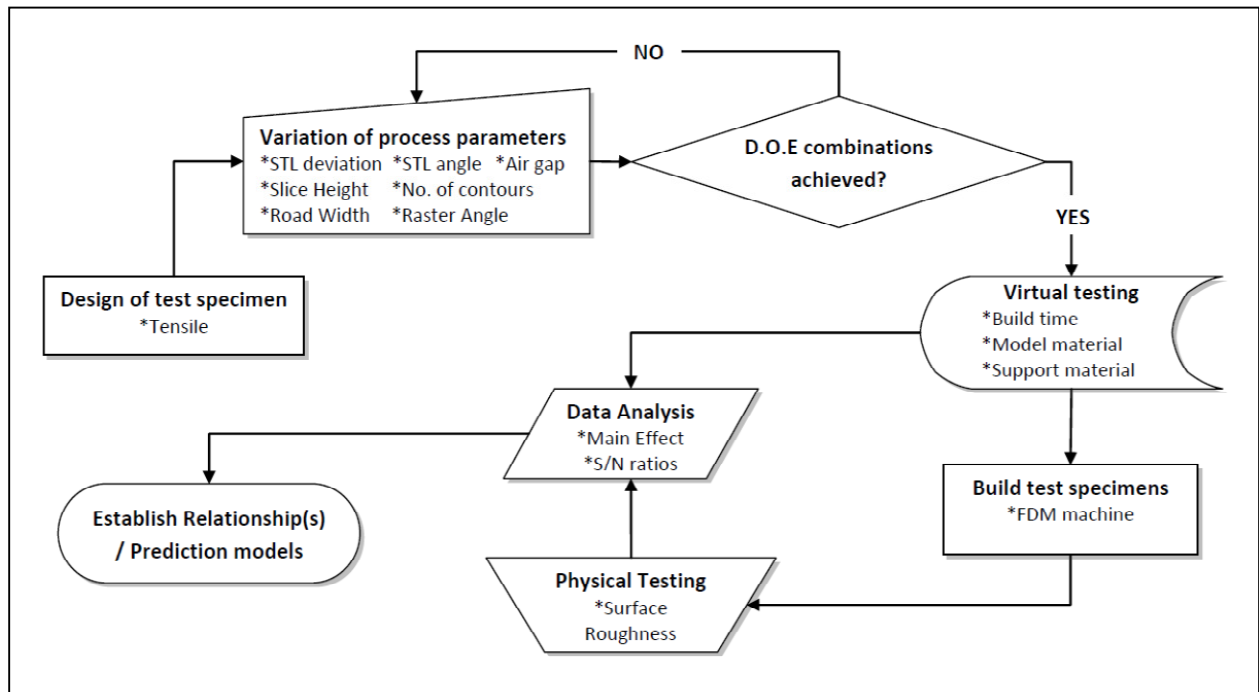 NO
Variation of process parameters
*STL deviation *STL angle *Air gap
*Slice Height *No. of contours
*Road Width *Raster Angle
D.O.E combinations
achieved?
YES
Design of test specimen
*Tensile
Virtual testing
*Build time
*Model material
*Support material
Data Analysis
*Main Effect
*S/N ratios
Build test specimens
*FDM machine
Establish Relationship(s)
/ Prediction models
Physical Testing
*Surface
Roughness